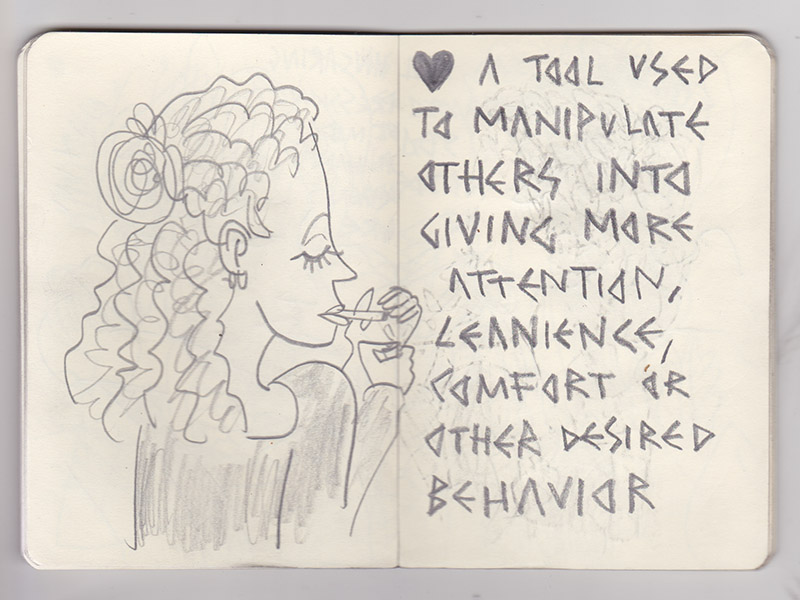 ♥ A TOOL USED
TO MANIPULATE
OTHERS INTO
GIVING MORE
ATTENTION,
LEANIENCE,
COMFORT OR
OTHER DESIRED
BEHAVIOR